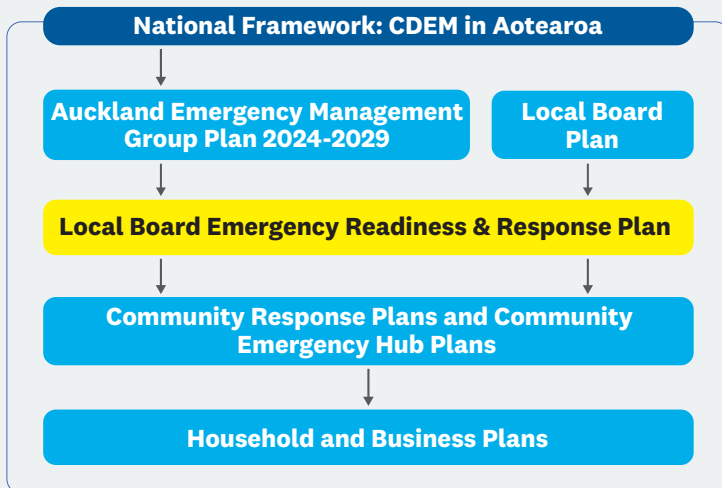 National Framework: CDEM in Aotearoa
Auckland Emergency Management
Group Plan 2024-2029
Local Board
Plan
Local Board Emergency Readiness & Response Plan
Community Response Plans and Community
Emergency Hub Plans
Household and Business Plans